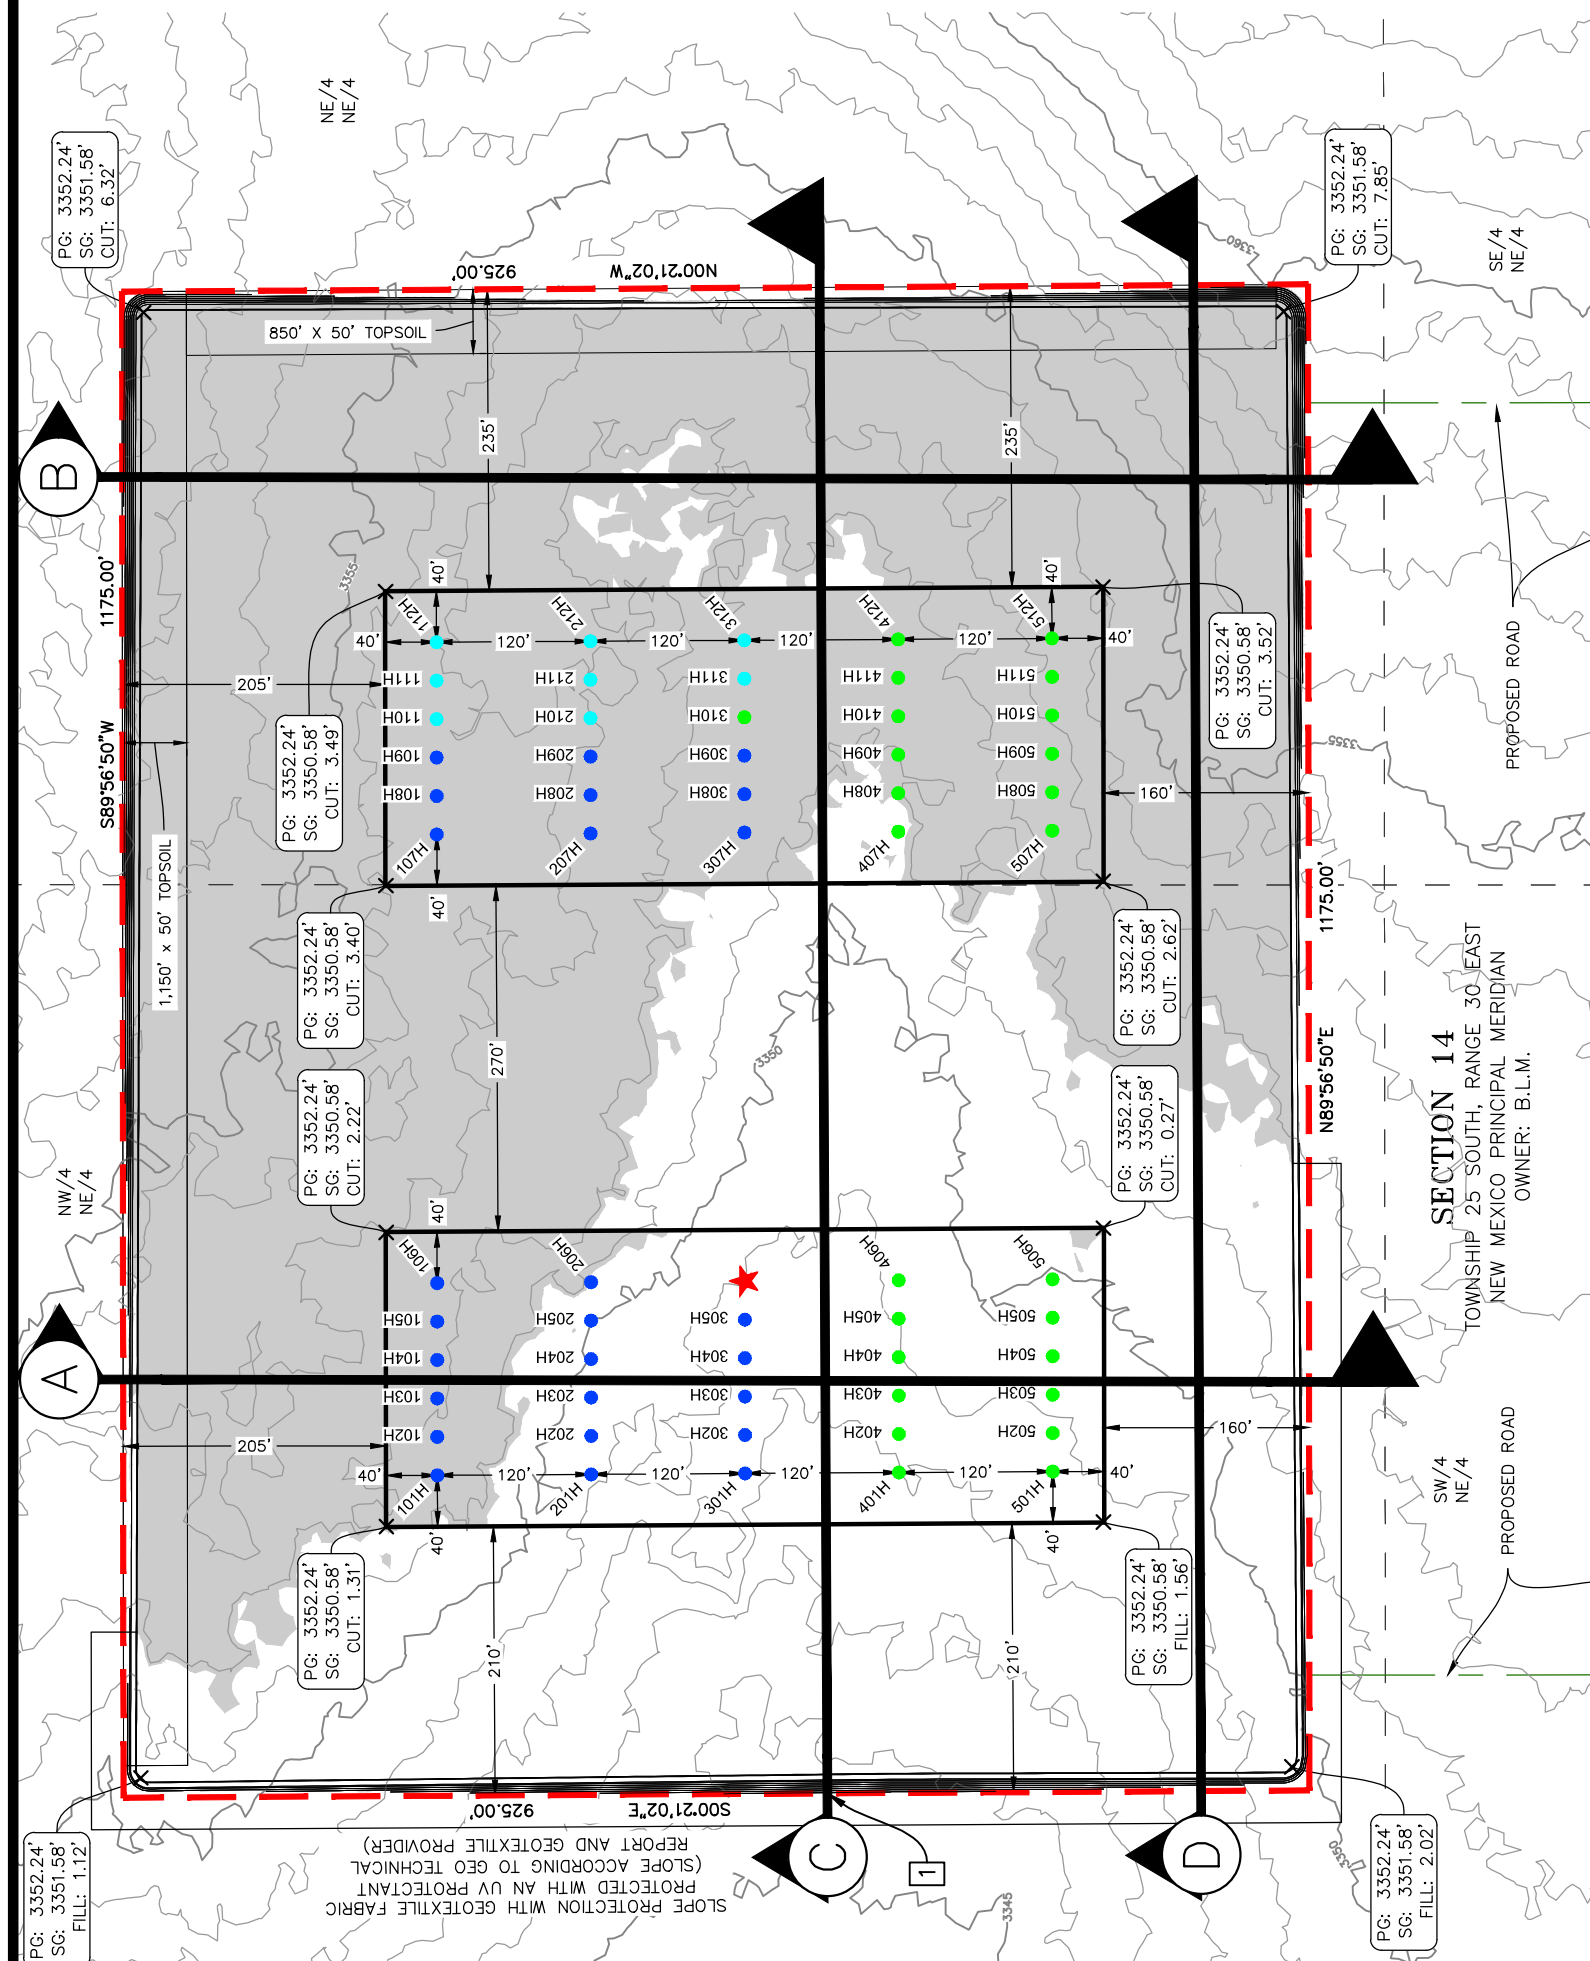 NE/4
NE/4
PG: 3352.24'
SG: 3351.58'
CUT: 6.32'
PG: 3352.24'
SG: 3351.58'
CUT: 7.85'
SE/4
NE/4
3360
925.00'
N00°21'02"W
850' X 50' TOPSOIL
235'
235'
B
1175.00'
S89°56'50"W
3355
40'
40'
112H
212H
312H
412H
512H
40'
120'
120'
120'
120'
40'
111H
211H
311H
411H
511H
205'
110H
210H
310H
410H
510H
109H
209H
309H
409H
509H
108H
208H
308H
408H
508H
107H
207H
307H
407H
507H
160'
PG: 3352.24'
SG: 3350.58'
CUT: 3.49'
PG: 3352.24'
SG: 3350.58'
CUT: 3.52'
3355
PROPOSED ROAD
1,150' x 50' TOPSOIL
40'
PG: 3352.24'
SG: 3350.58'
CUT: 3.40'
PG: 3352.24'
SG: 3350.58'
CUT: 2.62'
1175.00'
N89°56'50"E
270'
3350
PG: 3352.24'
SG: 3350.58'
CUT: 2.22'
PG: 3352.24'
SG: 3350.58'
CUT: 0.27'
SECTION 14
TOWNSHIP 25 SOUTH, RANGE 30 EAST
NEW MEXICO PRINCIPAL MERIDIAN
OWNER: B.L.M.
NW/4
NE/4
40'
106H
206H
406H
506H
105H
205H
305H
405H
505H
104H
204H
304H
404H
504H
A
103H
203H
303H
403H
503H
102H
202H
302H
402H
502H
205'
160'
40'
120'
120'
120'
120'
40'
101H
201H
301H
401H
501H
40'
40'
SW/4
NE/4
PROPOSED ROAD
PG: 3352.24'
SG: 3350.58'
CUT: 1.31'
PG: 3352.24'
SG: 3350.58'
FILL: 1.56'
210'
210'
925.00'
S00°21'02"E
SLOPE PROTECTION WITH GEOTEXTILE FABRIC
PROTECTED WITH AN UV PROTECTANT
(SLOPE ACCORDING TO GEO TECHNICAL
REPORT AND GEOTEXTILE PROVIDER)
C
D
1
3345
3350
PG: 3352.24'
SG: 3351.58'
FILL: 1.12'
PG: 3352.24'
SG: 3351.58'
FILL: 2.02'